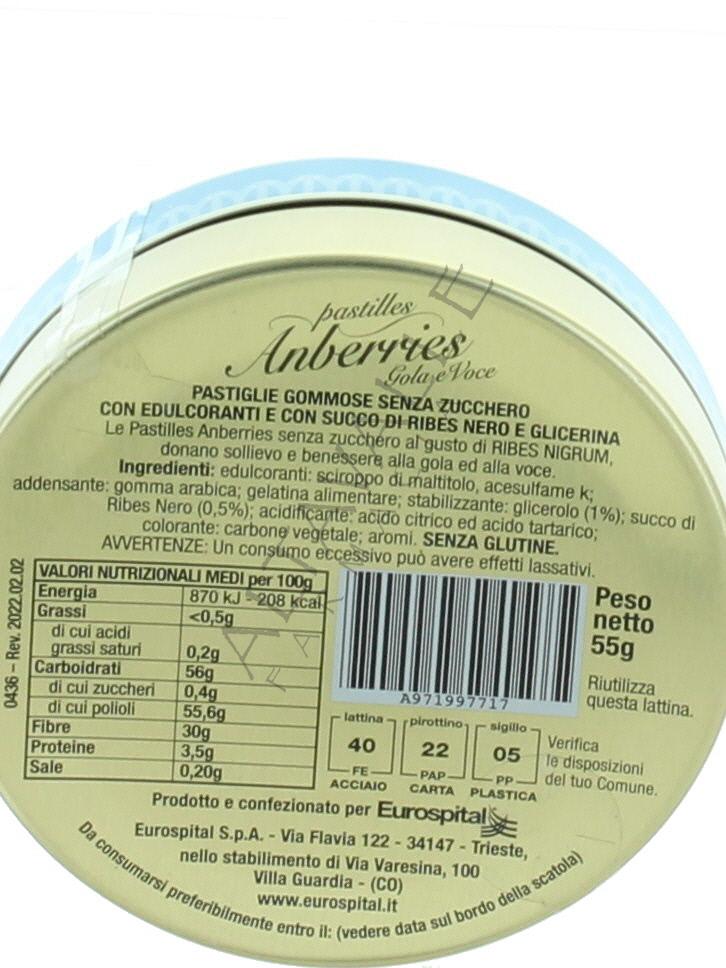 pastilles
Anberries
Gola e Voce
PASTIGLIE GOMMOSE SENZA ZUCCHERO
CON EDULCORANTI E CON SUCCO DI RIBES NERO E GLICERINA
Le Pastilles Anberries senza zucchero al gusto di RIBES NIGRUM,
donano sollievo e benessere alla gola ed alla voce.
Ingredienti: edulcoranti: sciroppo di maltitolo, acesulfame k;
addensante: gomma arabica; gelatina alimentare; stabilizzante: glicerolo (1%); succo di
Ribes Nero (0,5%); acidificante: acido citrico ed acido tartarico;
colorante: carbone vegetale; aromi. SENZA GLUTINE.
AVVERTENZE: Un consumo eccessivo può avere effetti lassativi.
0436 – Rev. 2022.02.02
VALORI NUTRIZIONALI MEDI per 100g
Energia 870 kJ - 208 kcal
Grassi <0,5g
di cui acidi
grassi saturi 0,2g
Carboidrati 56g
di cui zuccheri 0,4g
di cui polioli 55,6g
Fibre 30g
Proteine 3,5g
Sale 0,20g
A971997717
Peso
netto
55g
Riutilizza
questa lattina.
lattina pirottino sigillo
40 22 05
FE PAP PP
ACCIAIO CARTA PLASTICA
Verifica
le disposizioni
del tuo Comune.
Prodotto e confezionato per Eurospital
Eurospital S.p.A. - Via Flavia 122 - 34147 - Trieste,
nello stabilimento di Via Varesina, 100
Villa Guardia - (CO)
www.eurospital.it
Da consumarsi preferibilmente entro il: (vedere data sul bordo della scatola)